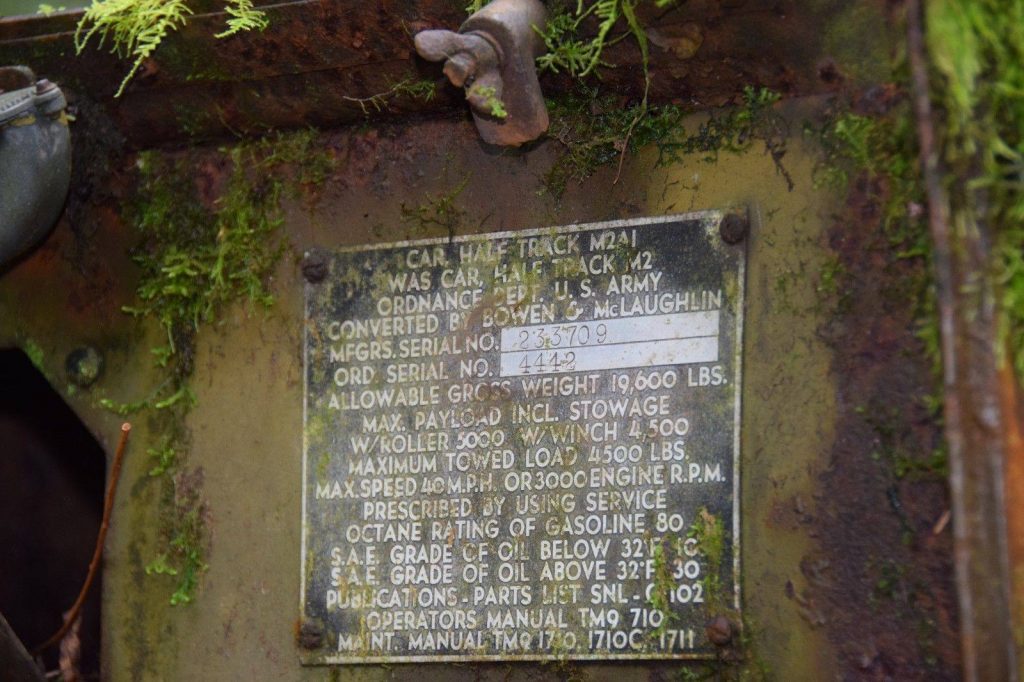 CAR, HALF TRACK M2A1
WAS CAR, HALF TRACK M2
ORDNANCE DEPT. U. S. ARMY
CONVERTED BY BOWEN & McLAUGHLIN
MFGRS. SERIAL NO. 233709
ORD. SERIAL NO. 4442
ALLOWABLE GROSS WEIGHT 19,600 LBS.
MAX. PAYLOAD INCL. STOWAGE
W/ROLLER 5000 W/WINCH 4,500
MAXIMUM TOWED LOAD 4500 LBS.
MAX. SPEED 40 M.P.H. OR 3000 ENGINE R.P.M.
PRESCRIBED BY USING SERVICE
OCTANE RATING OF GASOLINE 80
S.A.E. GRADE OF OIL BELOW 32°F 10
S.A.E. GRADE OF OIL ABOVE 32°F 30
PUBLICATIONS - PARTS LIST SNL - G102
OPERATORS MANUAL TM9 710
MAINT. MANUAL TM9 1710, 1710C, 1711